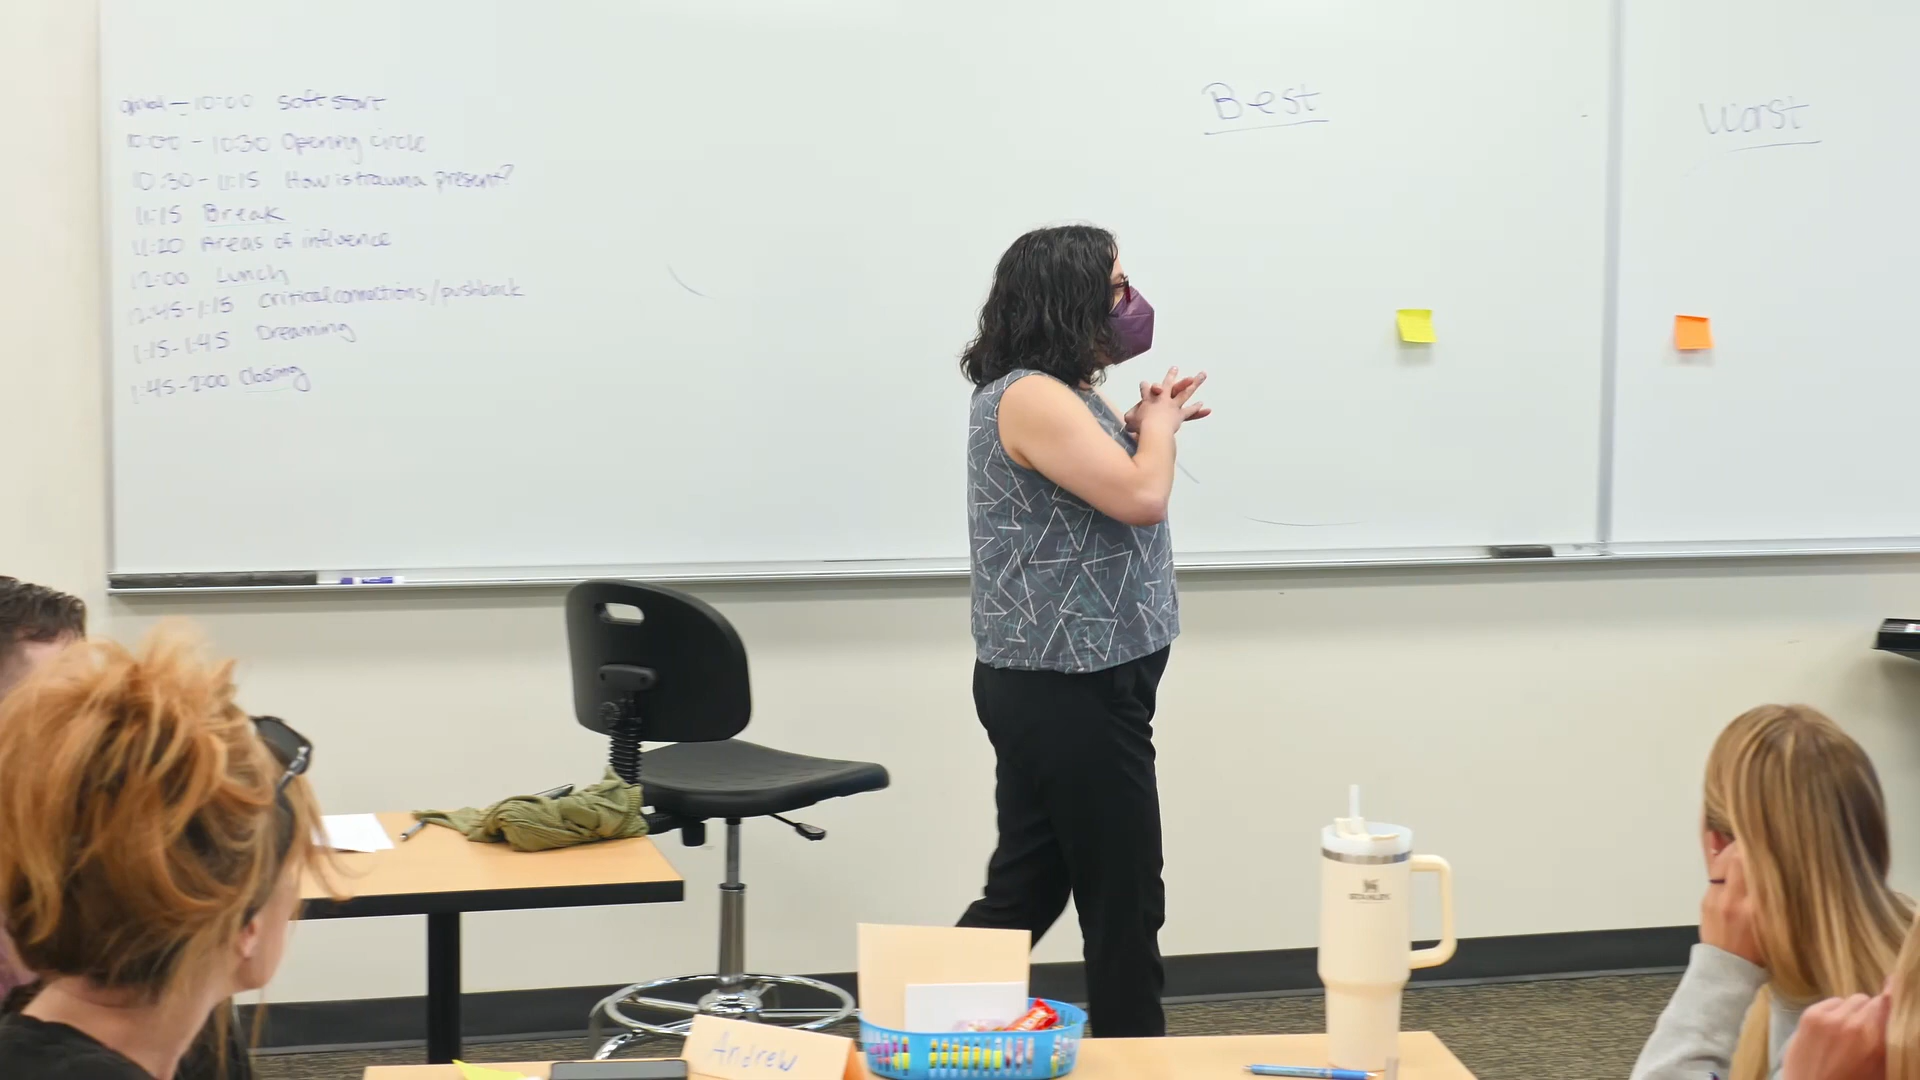 arrival - 10:00 soft start
10:00 - 10:30 Opening circle
10:30 - 11:15 How is trauma present?
11:15 Break
11:20 Areas of influence
12:00 Lunch
12:45-1:15 Critical connections/pushback
1:15-1:45 Dreaming
1:45-2:00 Closing
Best
Worst
STANLEY
Andrew